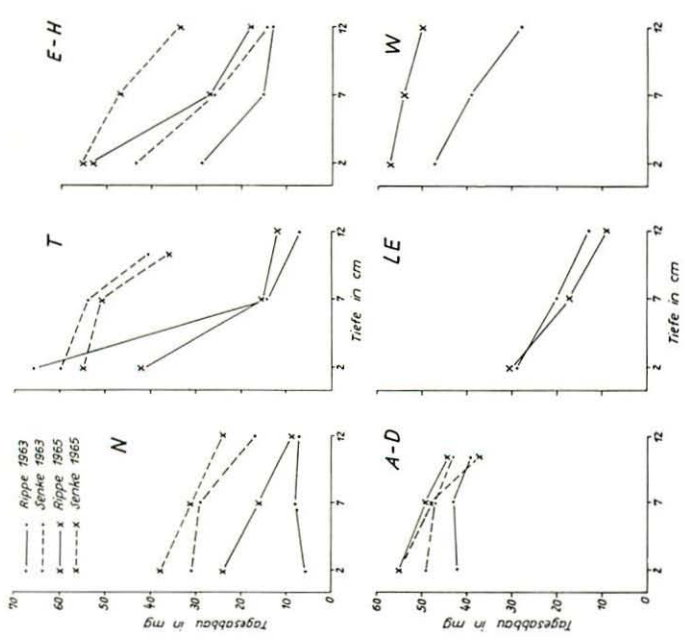 Rippe 1963
Senke 1963
Rippe 1965
Senke 1965
70
60
50
40
30
20
10
0
Tagesabbau in mg
N
2
7
12
T
2
7
12
Tiefe in cm
E-H
2
7
12
60
50
40
30
20
10
0
Tagesabbau in mg
A-D
2
7
12
LE
2
7
12
Tiefe in cm
W
2
7
12